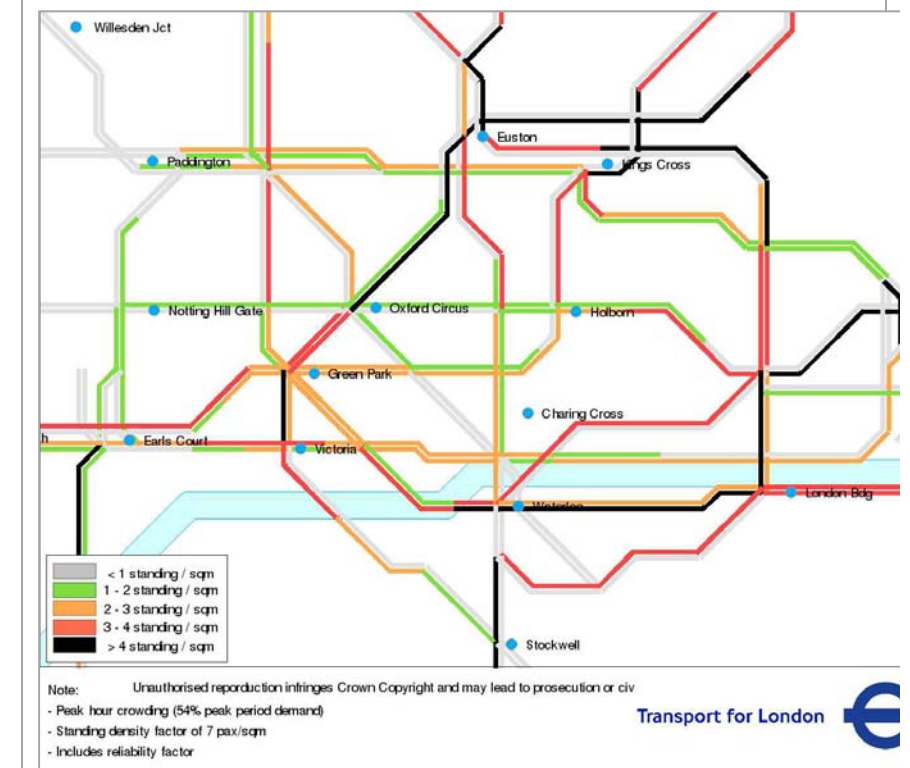 Willesden Jct
Euston
Paddington
Kings Cross
Notting Hill Gate
Oxford Circus
Holborn
Green Park
Charing Cross
h
Earls Court
Victoria
London Bdg
Waterloo
< 1 standing / sqm
1 - 2 standing / sqm
2 - 3 standing / sqm
3 - 4 standing / sqm
> 4 standing / sqm
Stockwell
Note:
Unauthorised reporduction infringes Crown Copyright and may lead to prosecution or civ
- Peak hour crowding (54% peak period demand)
- Standing density factor of 7 pax/sqm
- Includes reliability factor
Transport for London